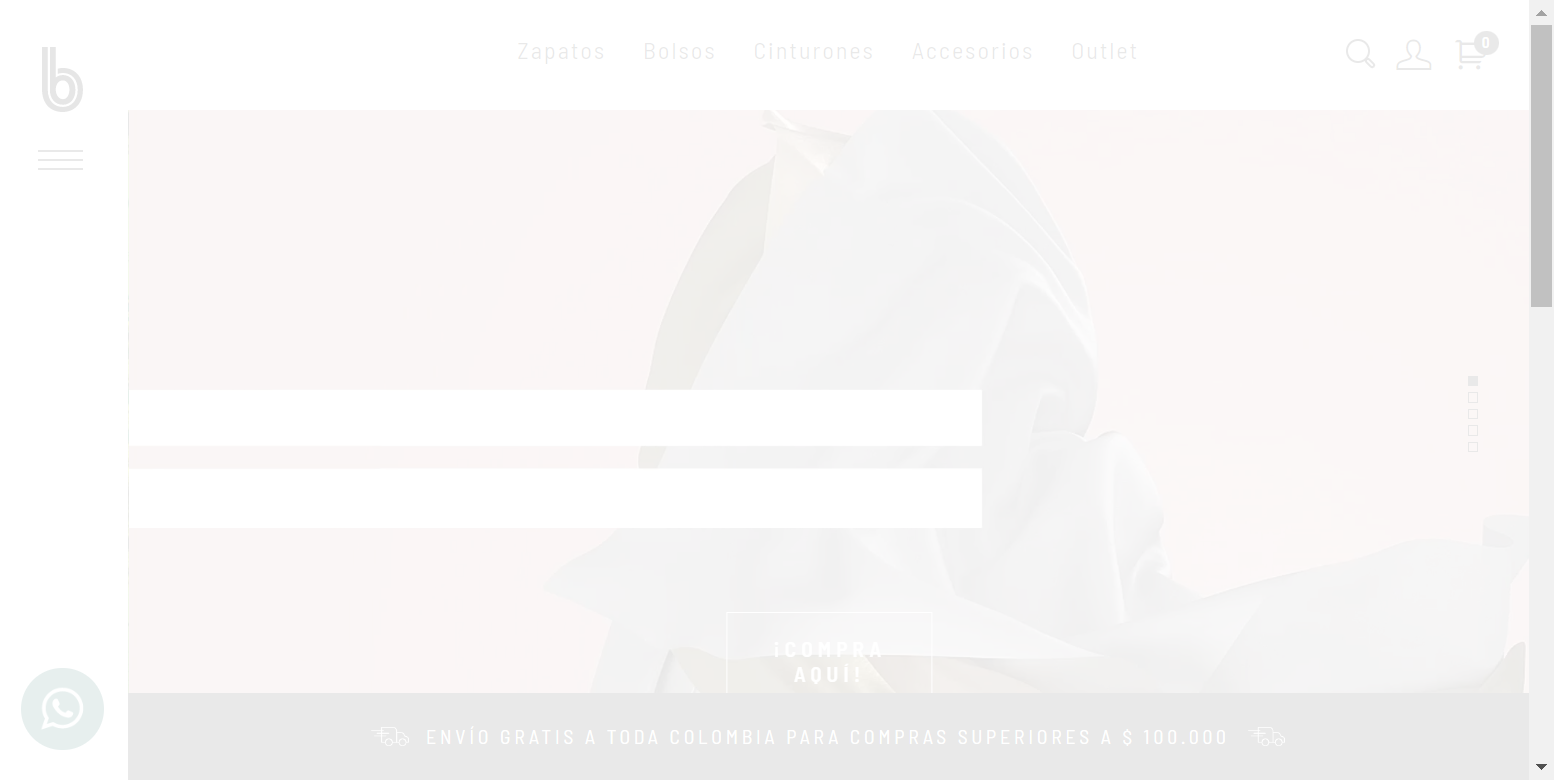 b
Zapatos Bolsos Cinturones Accesorios Outlet
0
¡COMPRA
AQUÍ!
ENVÍO GRATIS A TODA COLOMBIA PARA COMPRAS SUPERIORES A $ 100.000